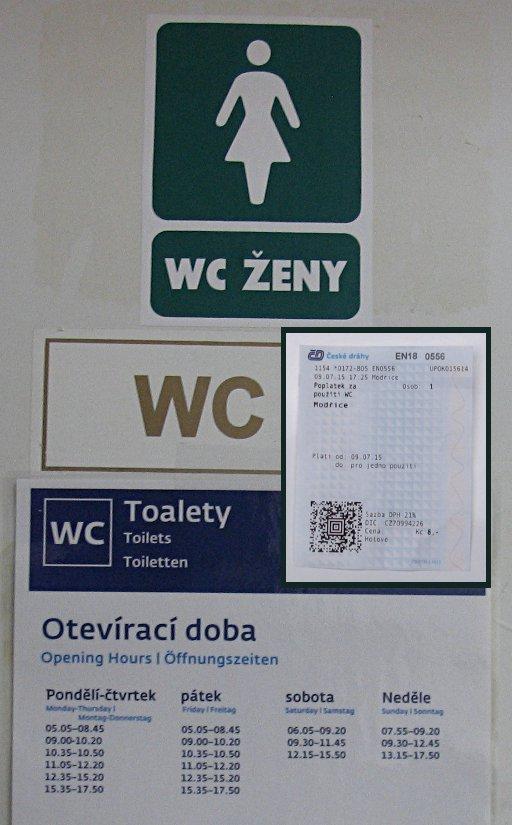 WC ŽENY
WC
České dráhy EN18 0556
1154 *0172-805 EN0556 UPOK015614
09.07.15 17.25 Modřice
Poplatek za Osob: 1
použití WC
Modřice
Platí od: 09.07.15
do pro jedno použití
Sazba DPH 21%
DIČ CZ70994226
Cena: Kč 8,-
Hotově
WC
Toalety
Toilets
Toiletten
Otevírací doba
Opening Hours | Öffnungszeiten
Pondělí-čtvrtek pátek sobota Neděle
Monday-Thursday | Friday | Freitag Saturday | Samstag Sunday | Sonntag
Montag-Donnerstag
05.05-08.45 05.05-08.45 06.05-09.20 07.55-09.20
09.00-10.20 09.00-10.20 09.30-11.45 09.30-12.45
10.35-10.50 10.35-10.50 12.15-15.50 13.15-17.50
11.05-12.20 11.05-12.20
12.35-15.20 12.35-15.20
15.35-17.50 15.35-17.50